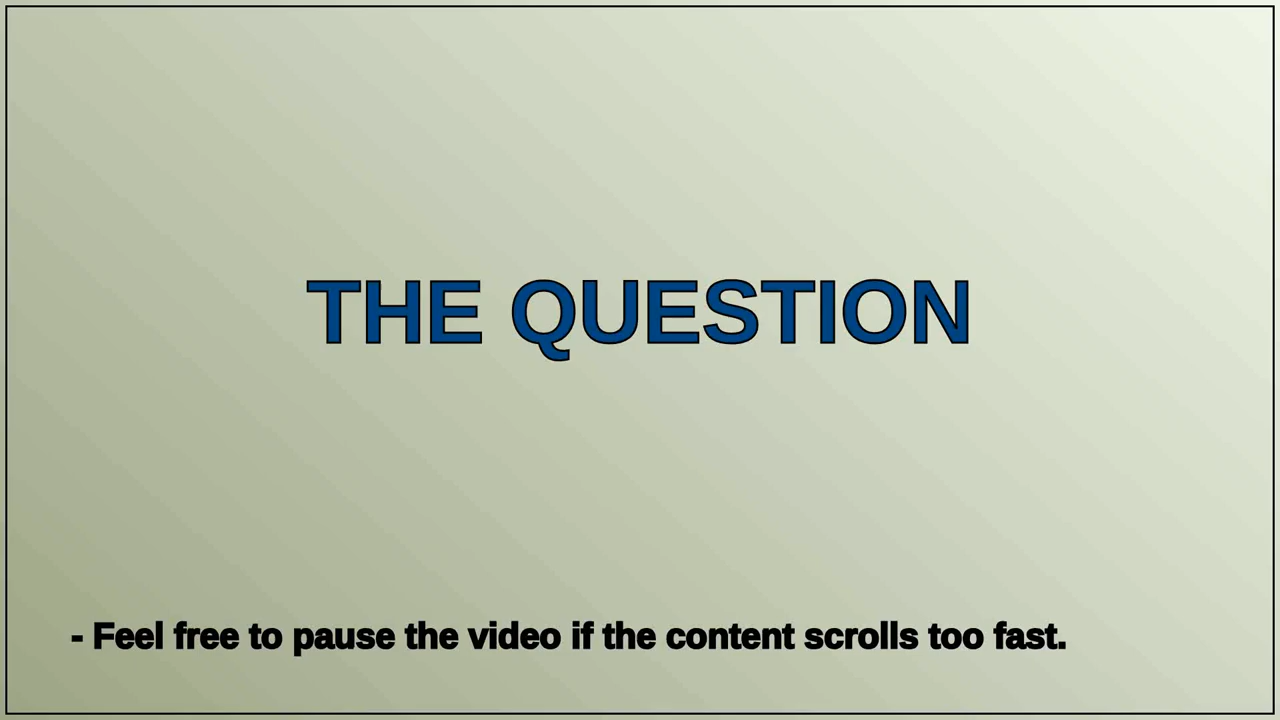 THE QUESTION
- Feel free to pause the video if the content scrolls too fast.